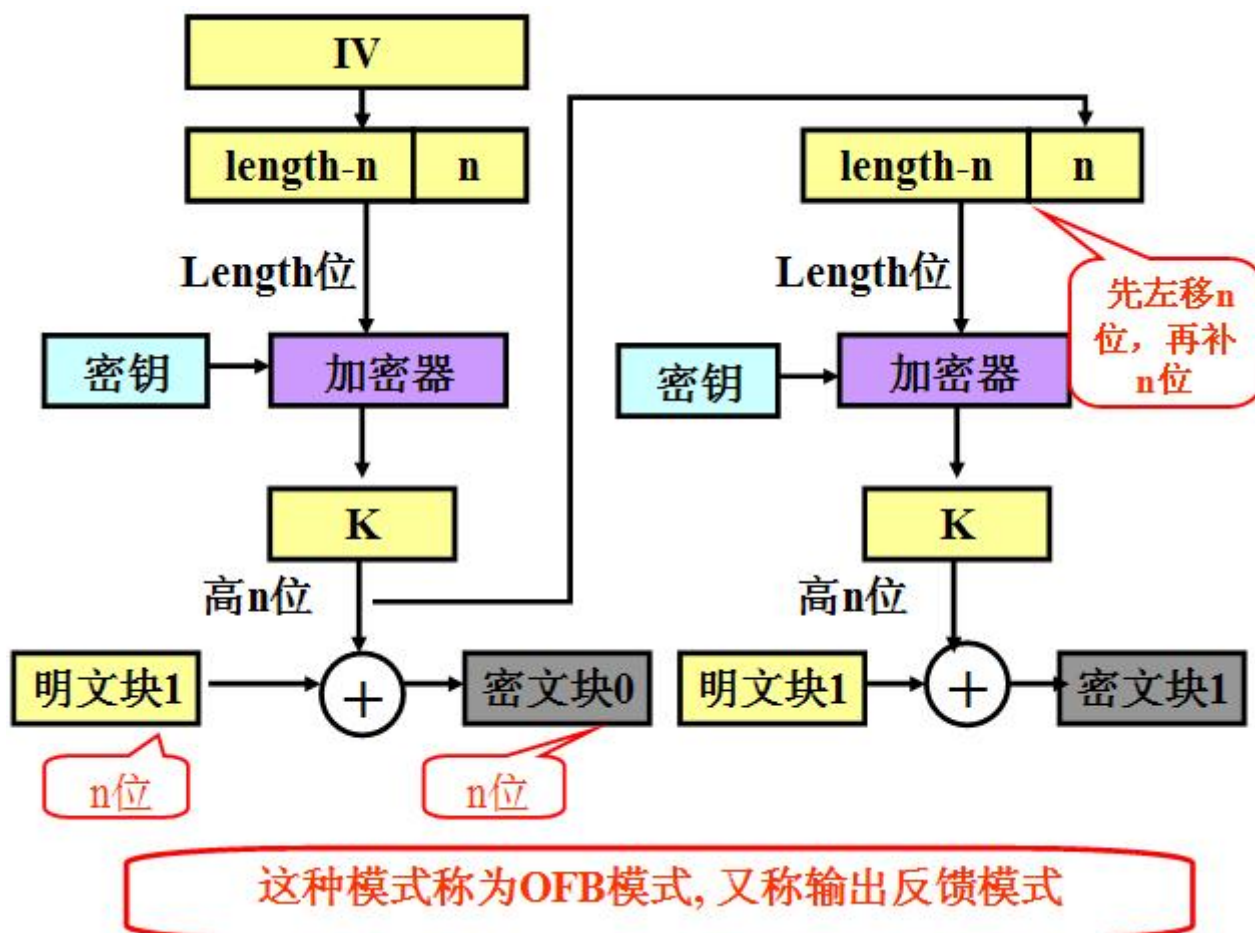 IV
length-n n
length-n n
Length位
Length位
先左移n
位，再补
n位
密钥
加密器
密钥
加密器
K
K
高n位
高n位
明文块1
+
密文块0
明文块1
+
密文块1
n位
n位
这种模式称为OFB模式, 又称输出反馈模式